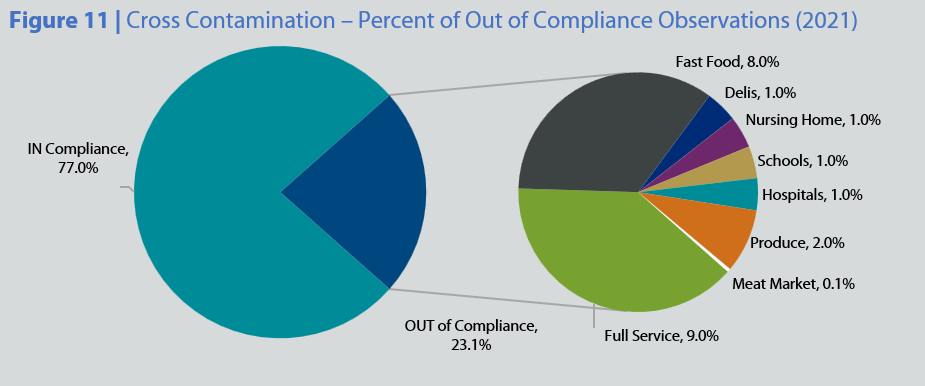 Figure 11 | Cross Contamination – Percent of Out of Compliance Observations (2021)
IN Compliance,
77.0%
OUT of Compliance,
23.1%
Fast Food, 8.0%
Delis, 1.0%
Nursing Home, 1.0%
Schools, 1.0%
Hospitals, 1.0%
Produce, 2.0%
Meat Market, 0.1%
Full Service, 9.0%